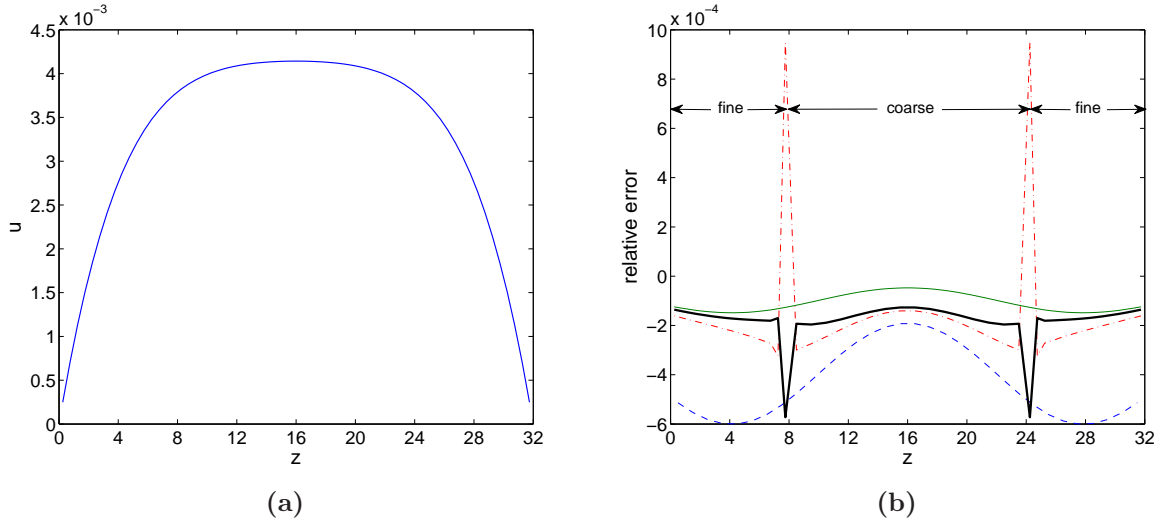 x 10⁻³
4.5
4
3.5
3
2.5
2
1.5
1
0.5
0
0 4 8 12 16 20 24 28 32
u
z
(a)
x 10⁻⁴
10
8
6
4
2
0
−2
−4
−6
0 4 8 12 16 20 24 28 32
relative error
fine coarse fine
z
(b)